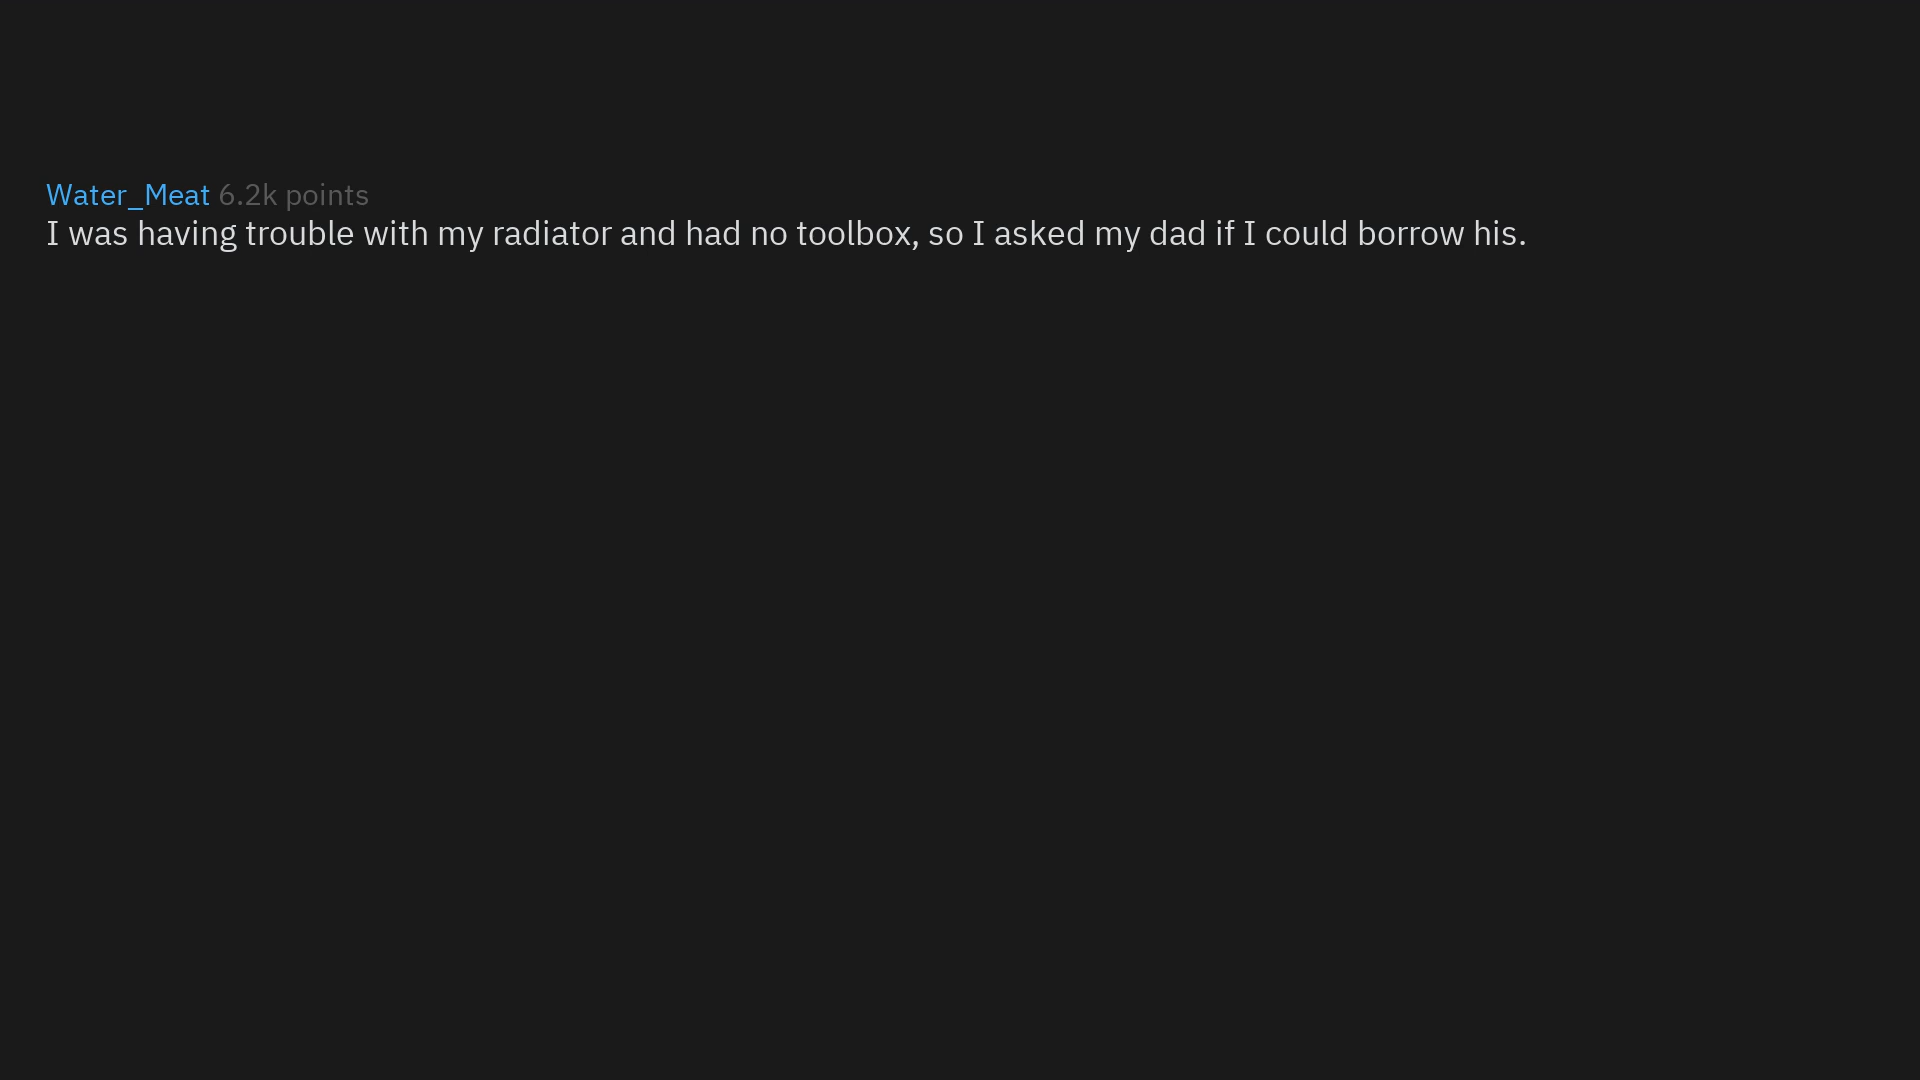 Water_Meat 6.2k points
I was having trouble with my radiator and had no toolbox, so I asked my dad if I could borrow his.